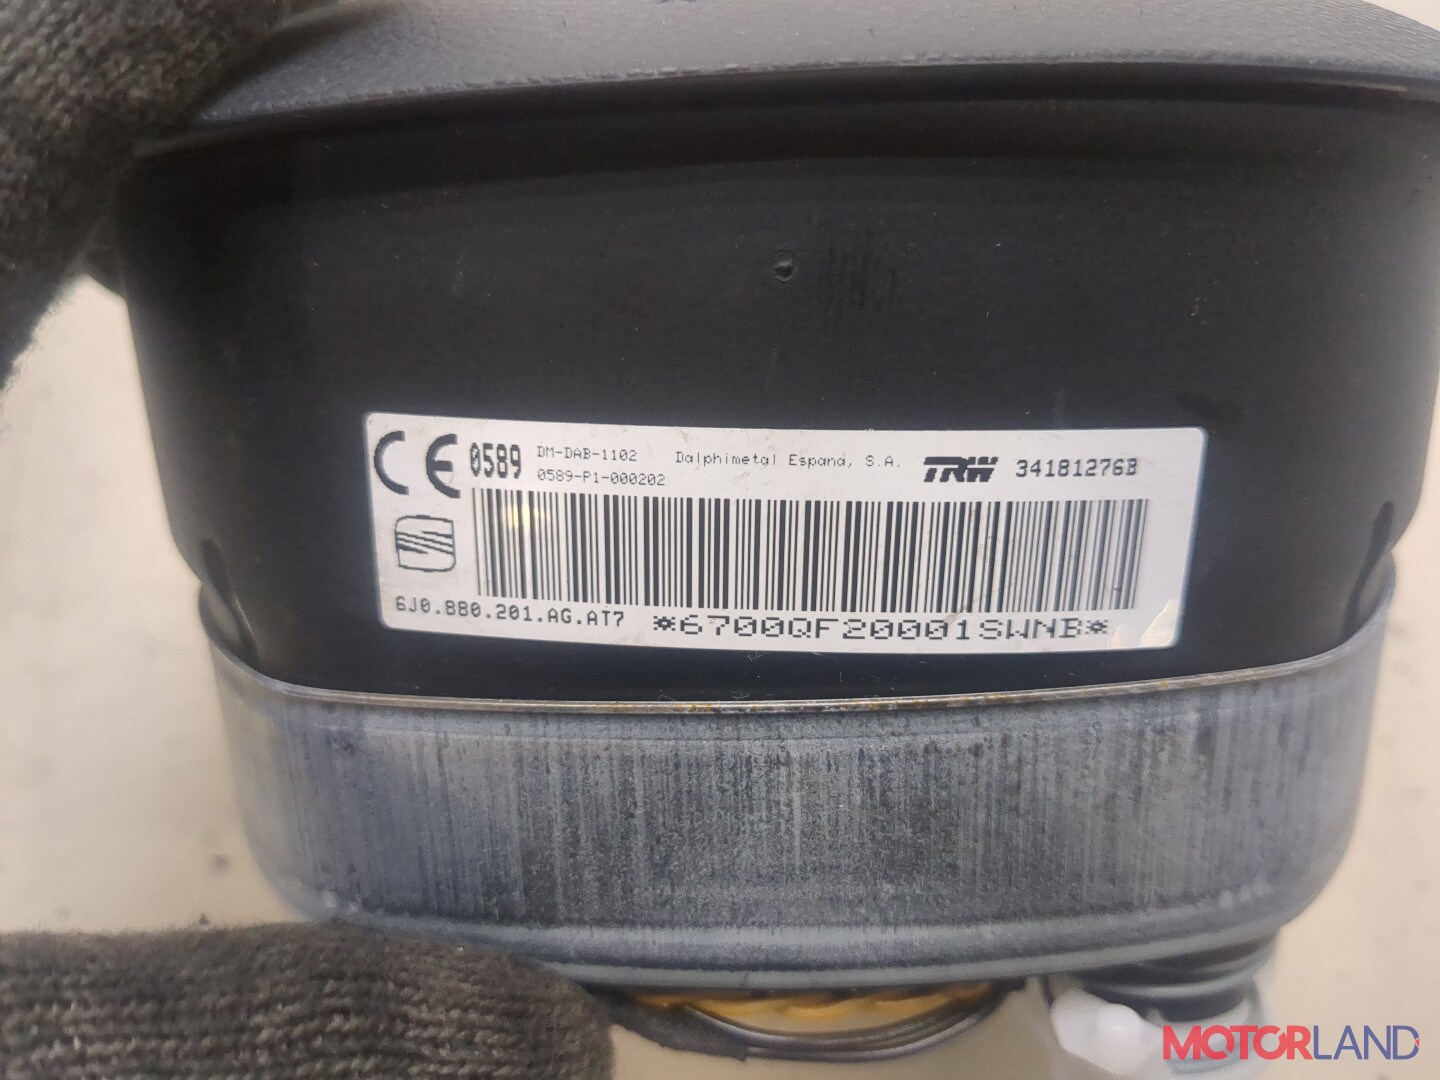 CE 0589 DM-DAB-1102 Dalphimetal Espana, S.A. TRW 34181276B
0589-P1-000202
6J0.880.201.AG.AT7 *6700QF20001SWNB*
MOTORLAND